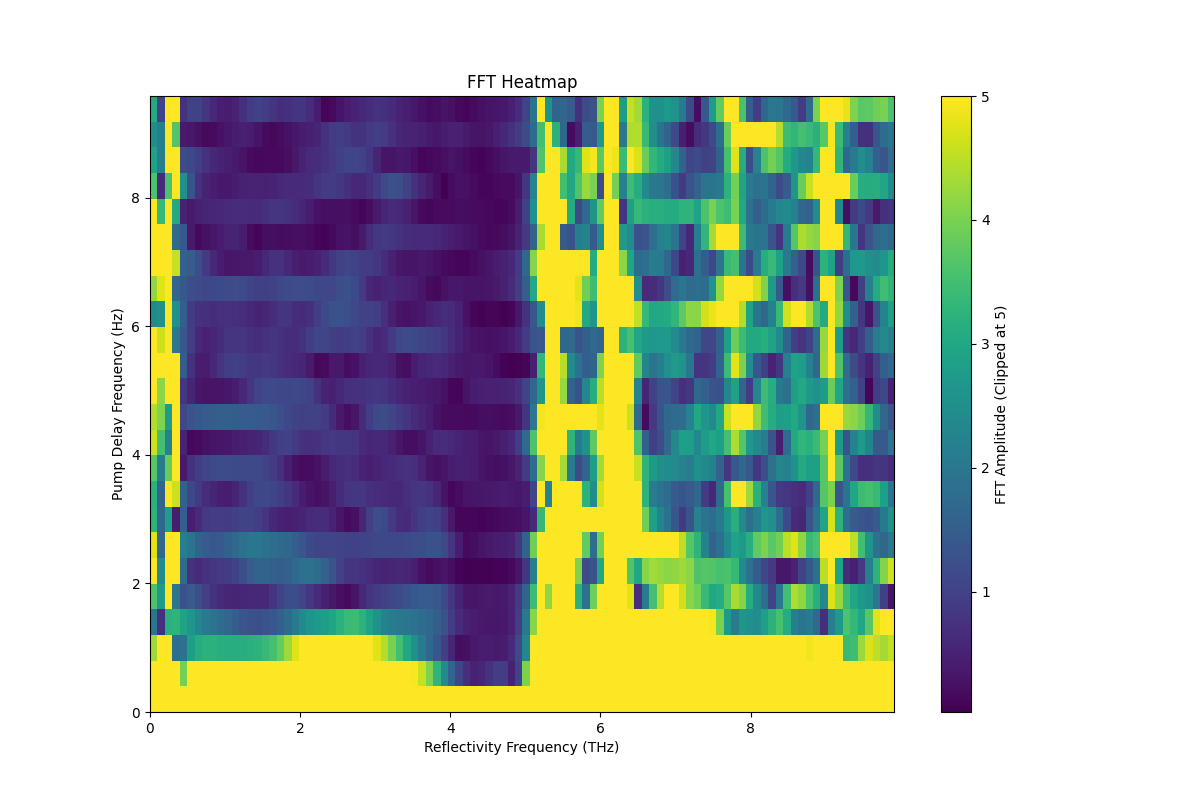 FFT Heatmap
Pump Delay Frequency (Hz)
8
6
4
2
0
0 2 4 6 8
Reflectivity Frequency (THz)
5
4
3
2
1
FFT Amplitude (Clipped at 5)